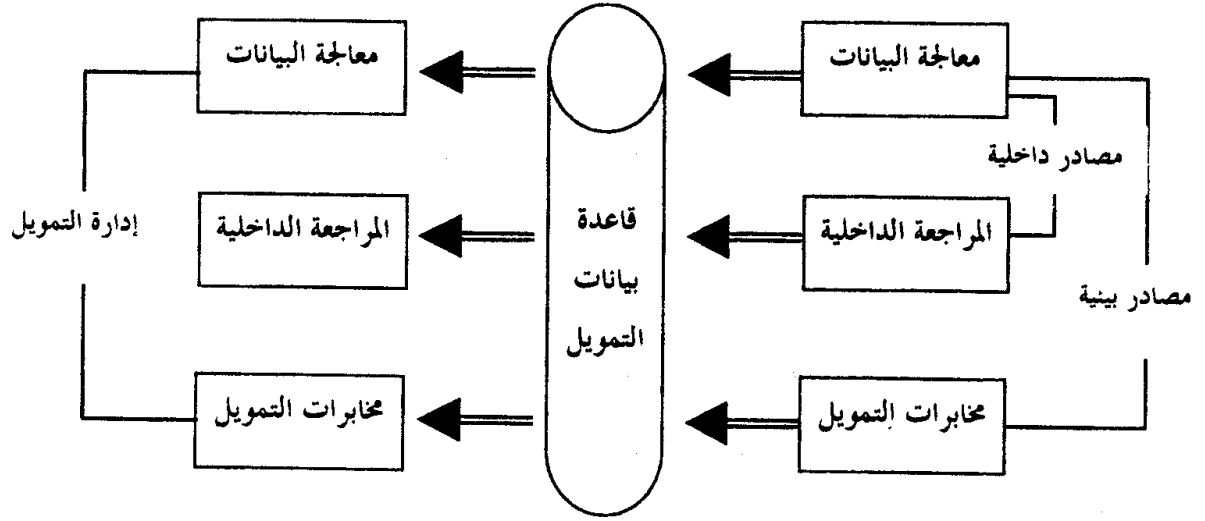 معالجة البيانات
مصادر داخلية
المراجعة الداخلية
مصادر بينية
مخابرات التمويل
قاعدة
بيانات
التمويل
معالجة البيانات
المراجعة الداخلية
إدارة التمويل
مخابرات التمويل